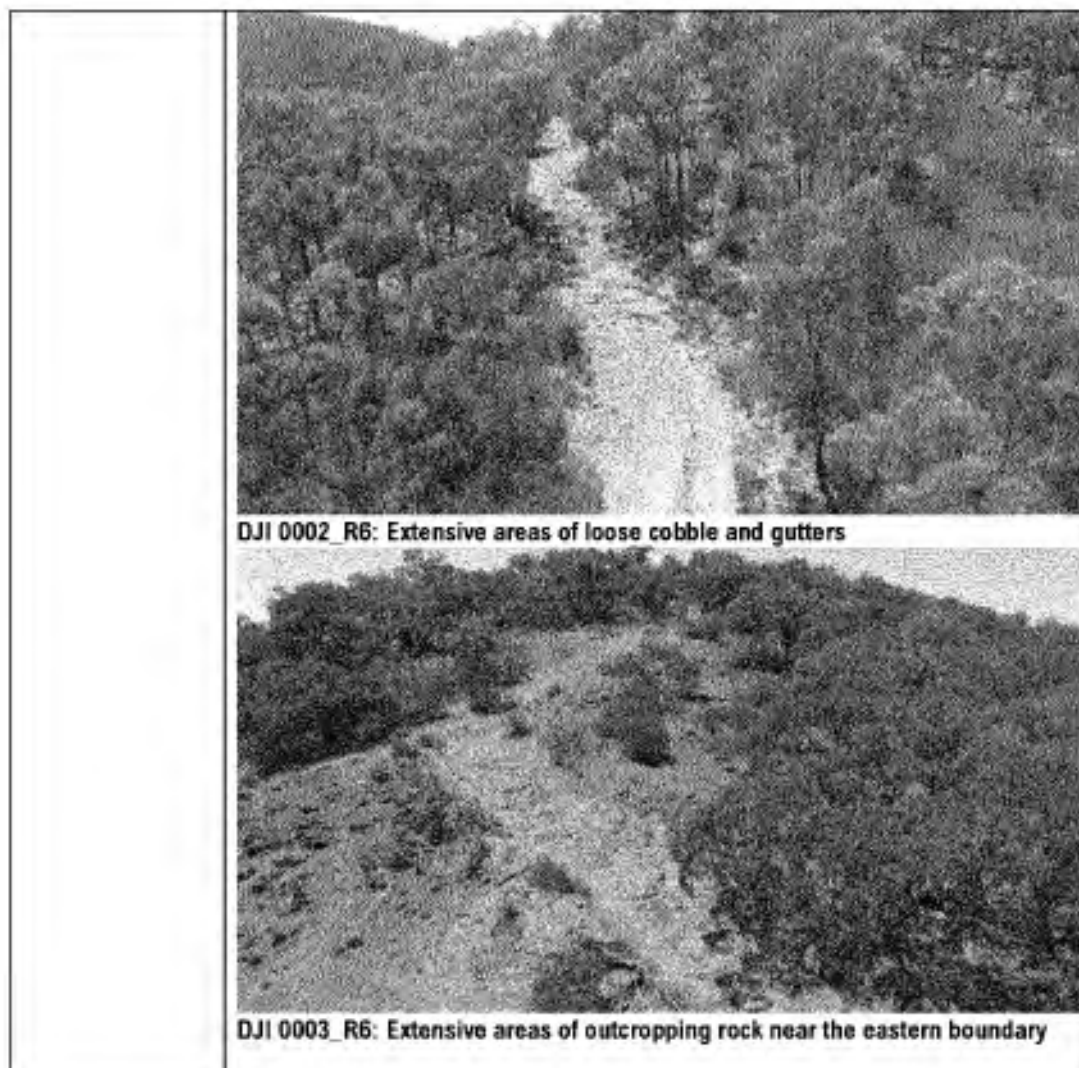 DJI 0002_R6: Extensive areas of loose cobble and gutters
DJI 0003_R6: Extensive areas of outcropping rock near the eastern boundary